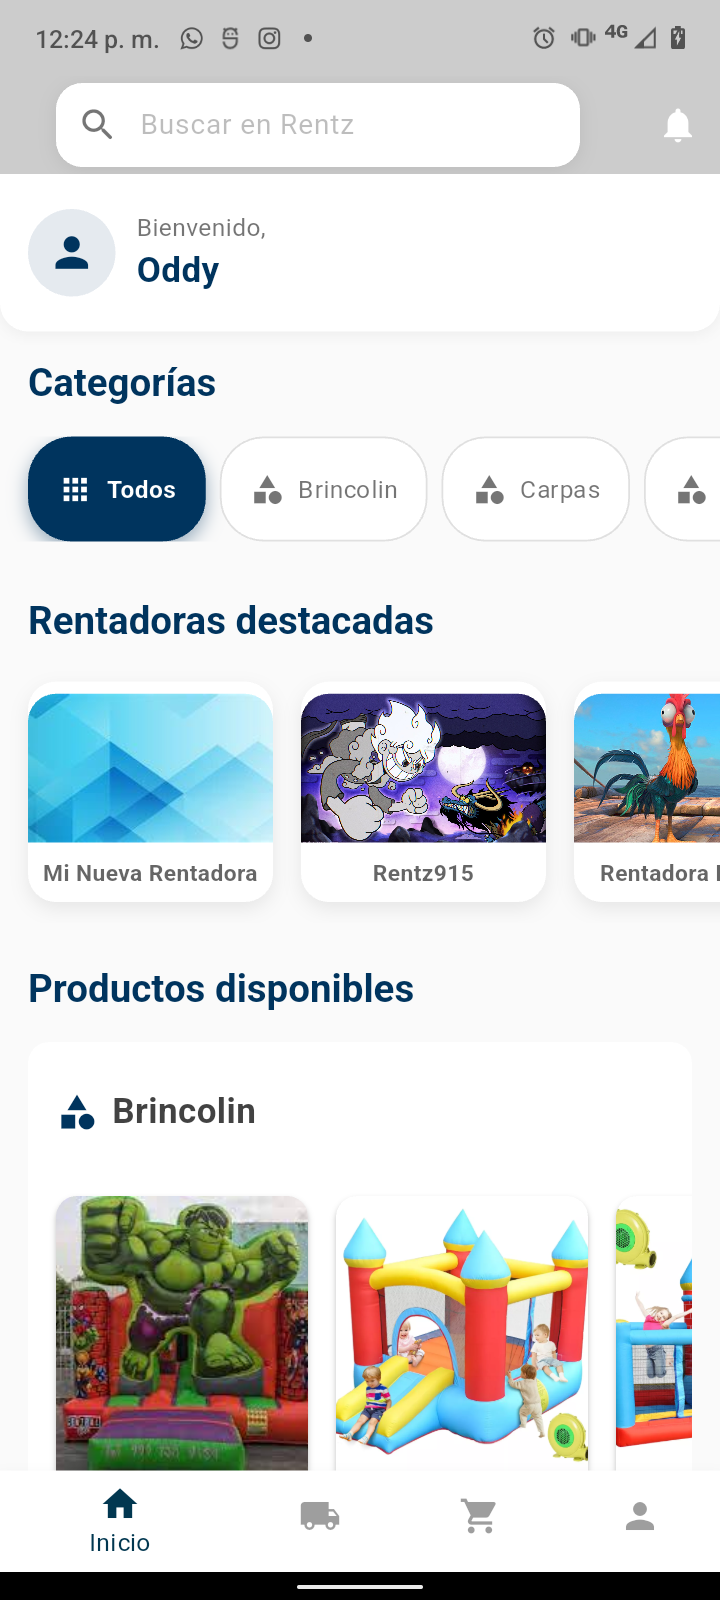 12:24 p. m.
4G
Buscar en Rentz
Bienvenido,
Oddy
Categorías
Todos
Brincolin
Carpas
Rentadoras destacadas
Mi Nueva Rentadora
Rentz915
Rentadora
Productos disponibles
Brincolin
Inicio